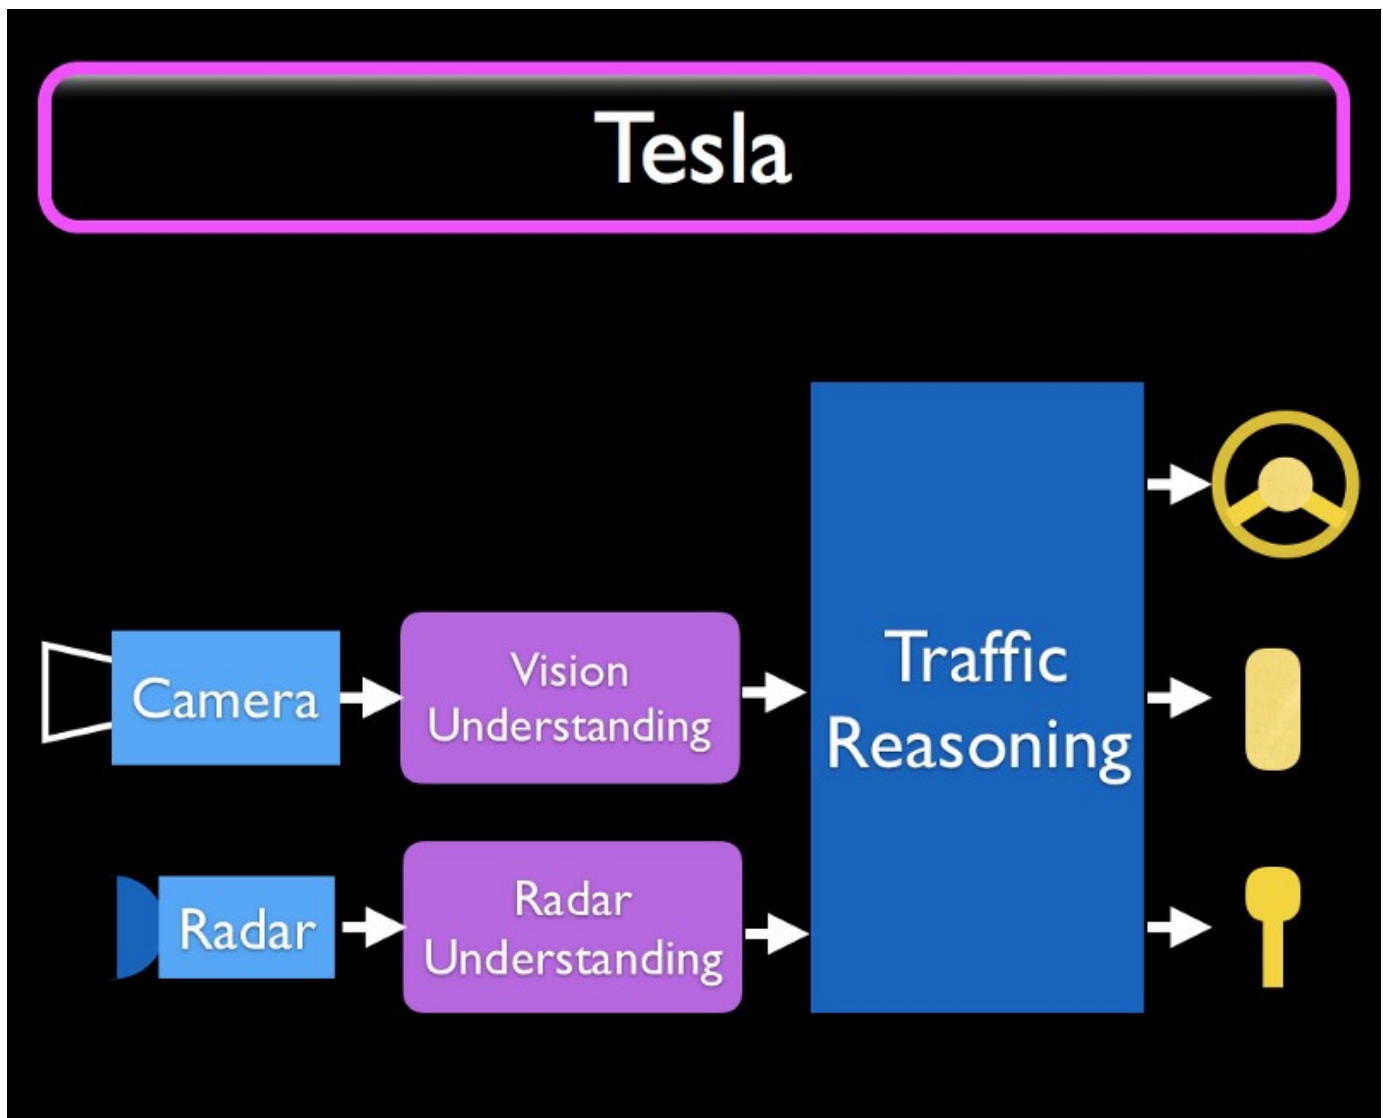 Tesla
Camera
Vision
Understanding
Traffic
Reasoning
Radar
Radar
Understanding